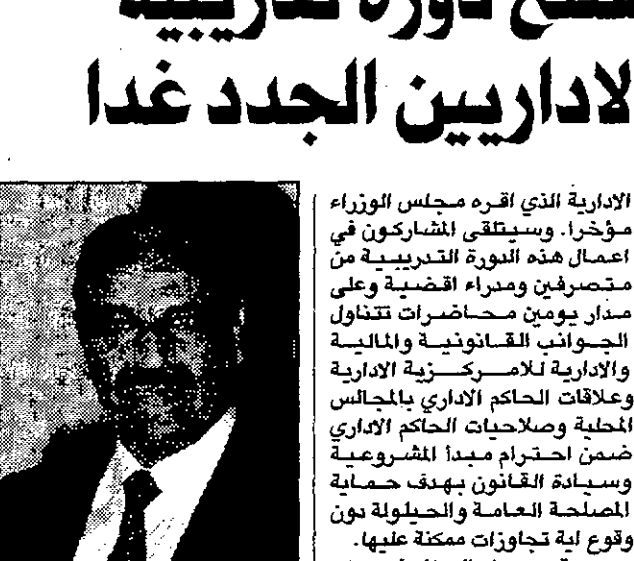 دورة تدريبية
لاداريين الجدد غدا
الادارية الذي اقره مجلس الوزراء
مؤخرا. وسيتلقى المشاركون في
اعمال هذه الدورة التدريبية من
متصرفين ومدراء اقضية وعلى
مدار يومين محاضرات تتناول
الجوانب القانونية والمالية
والادارية للامركزية الادارية
وعلاقات الحاكم الاداري بالمجالس
المحلية وصلاحيات الحاكم الاداري
ضمن احترام مبدأ المشروعية
وسيادة القانون بهدف حماية
المصلحة العامة والحيلولة دون
وقوع اية تجاوزات ممكنة عليها.